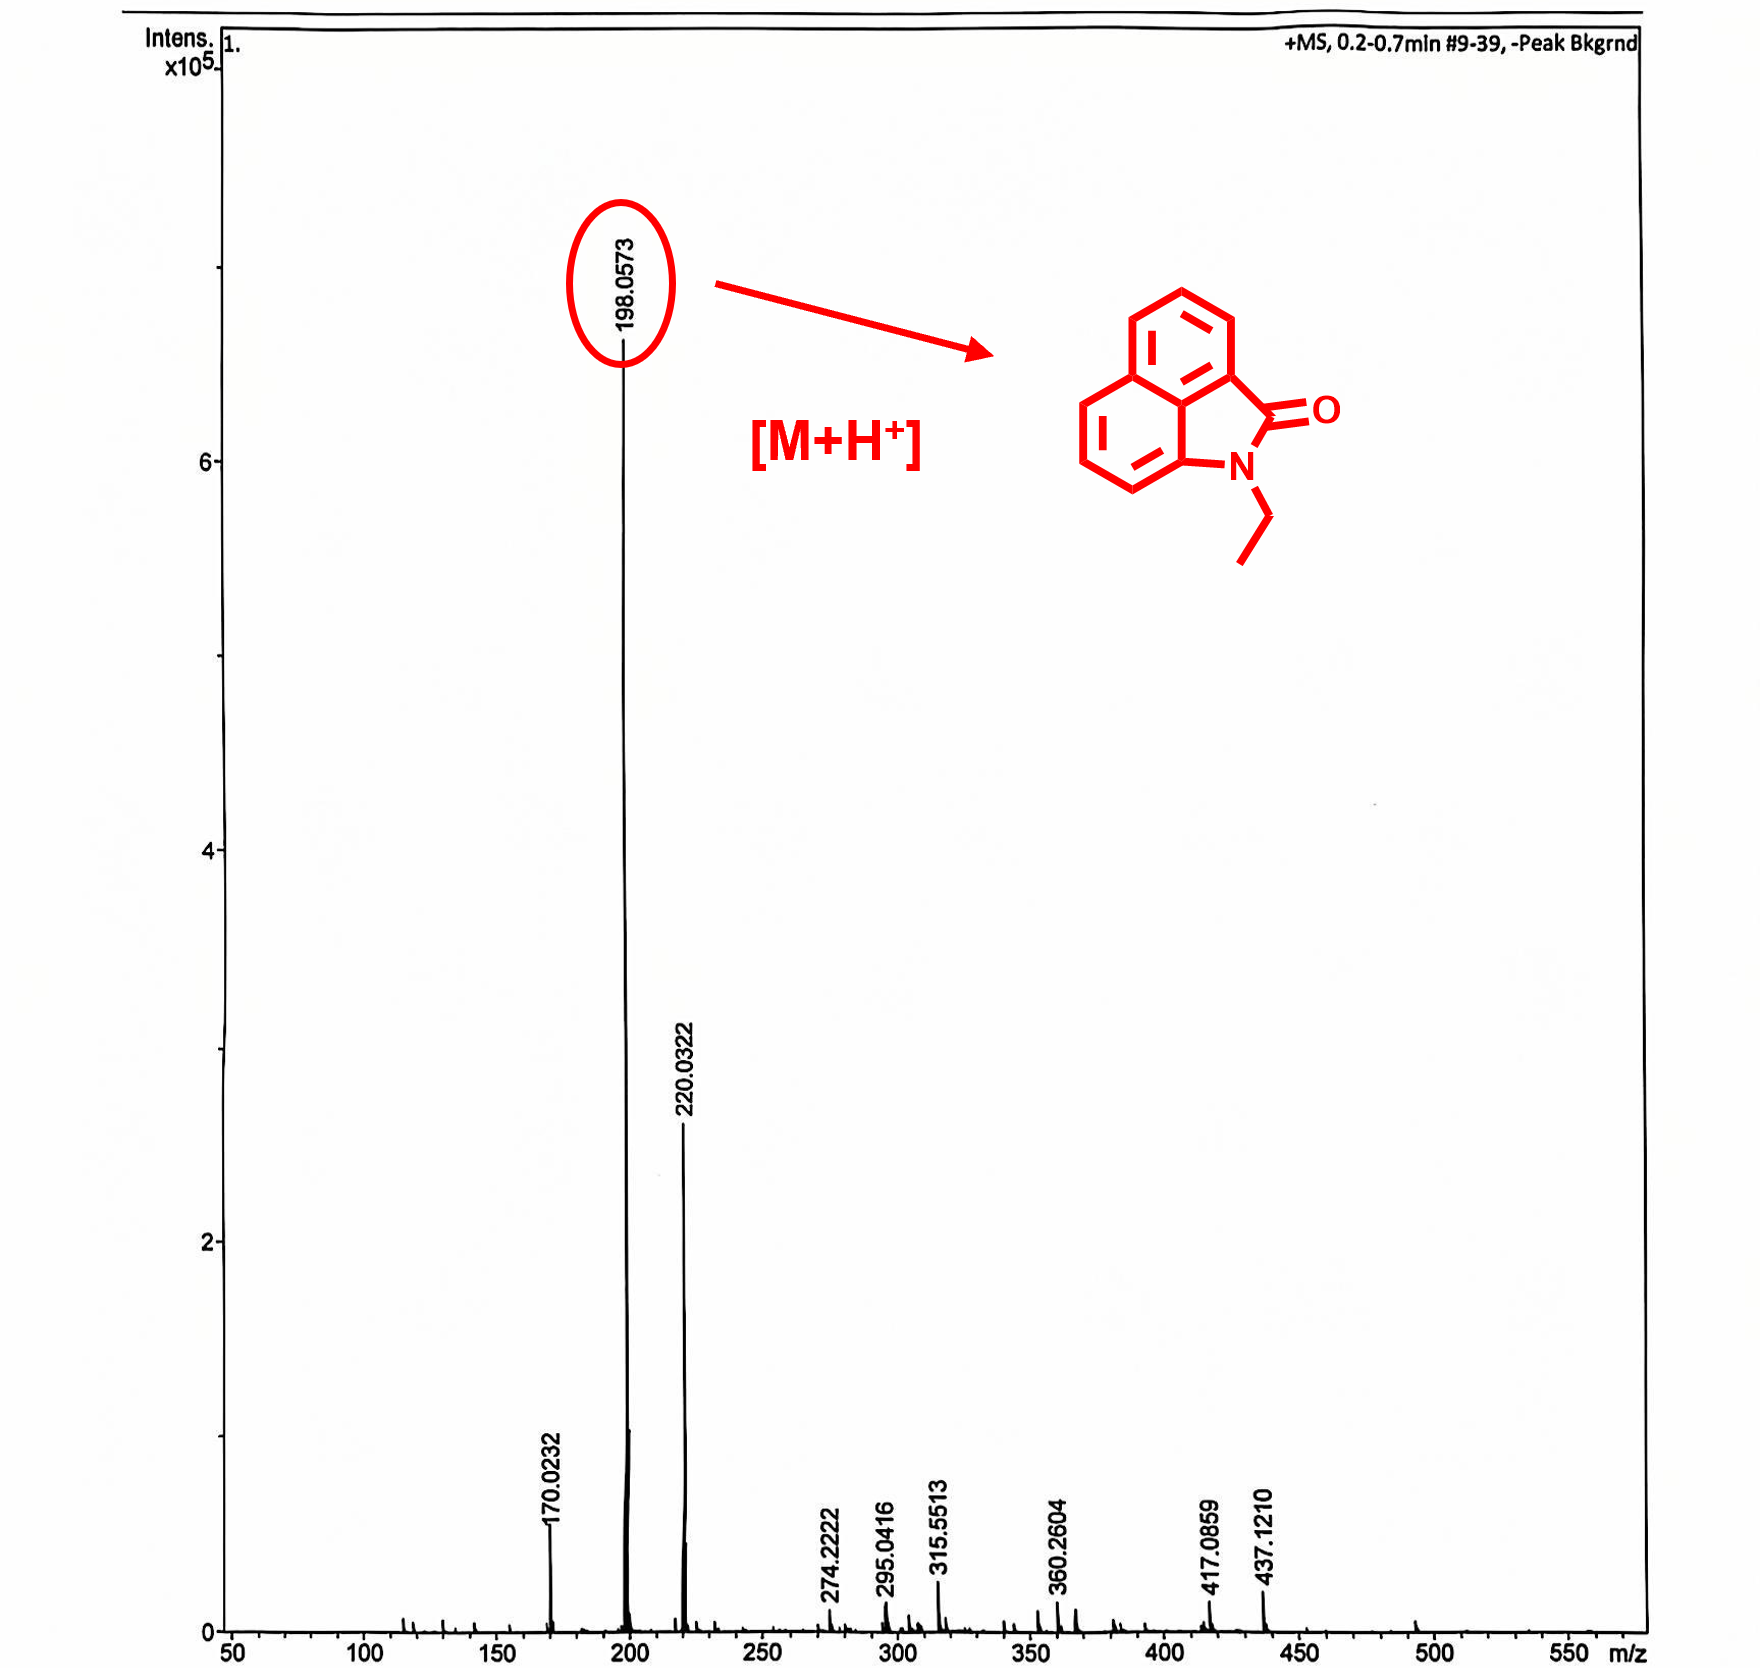 Intens.
x10⁵
1.
+MS, 0.2-0.7min #9-39, -Peak Bkgrnd
198.0573
[M+H⁺]
O
N
6
4
220.0322
2
170.0232
274.2222
295.0416
315.5513
360.2604
417.0859
437.1210
0
50 100 150 200 250 300 350 400 450 500 550 m/z